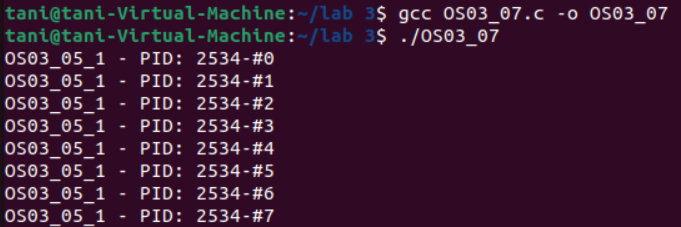 tani@tani-Virtual-Machine:~/lab 3$ gcc OS03_07.c -o OS03_07
tani@tani-Virtual-Machine:~/lab 3$ ./OS03_07
OS03_05_1 - PID: 2534-#0
OS03_05_1 - PID: 2534-#1
OS03_05_1 - PID: 2534-#2
OS03_05_1 - PID: 2534-#3
OS03_05_1 - PID: 2534-#4
OS03_05_1 - PID: 2534-#5
OS03_05_1 - PID: 2534-#6
OS03_05_1 - PID: 2534-#7